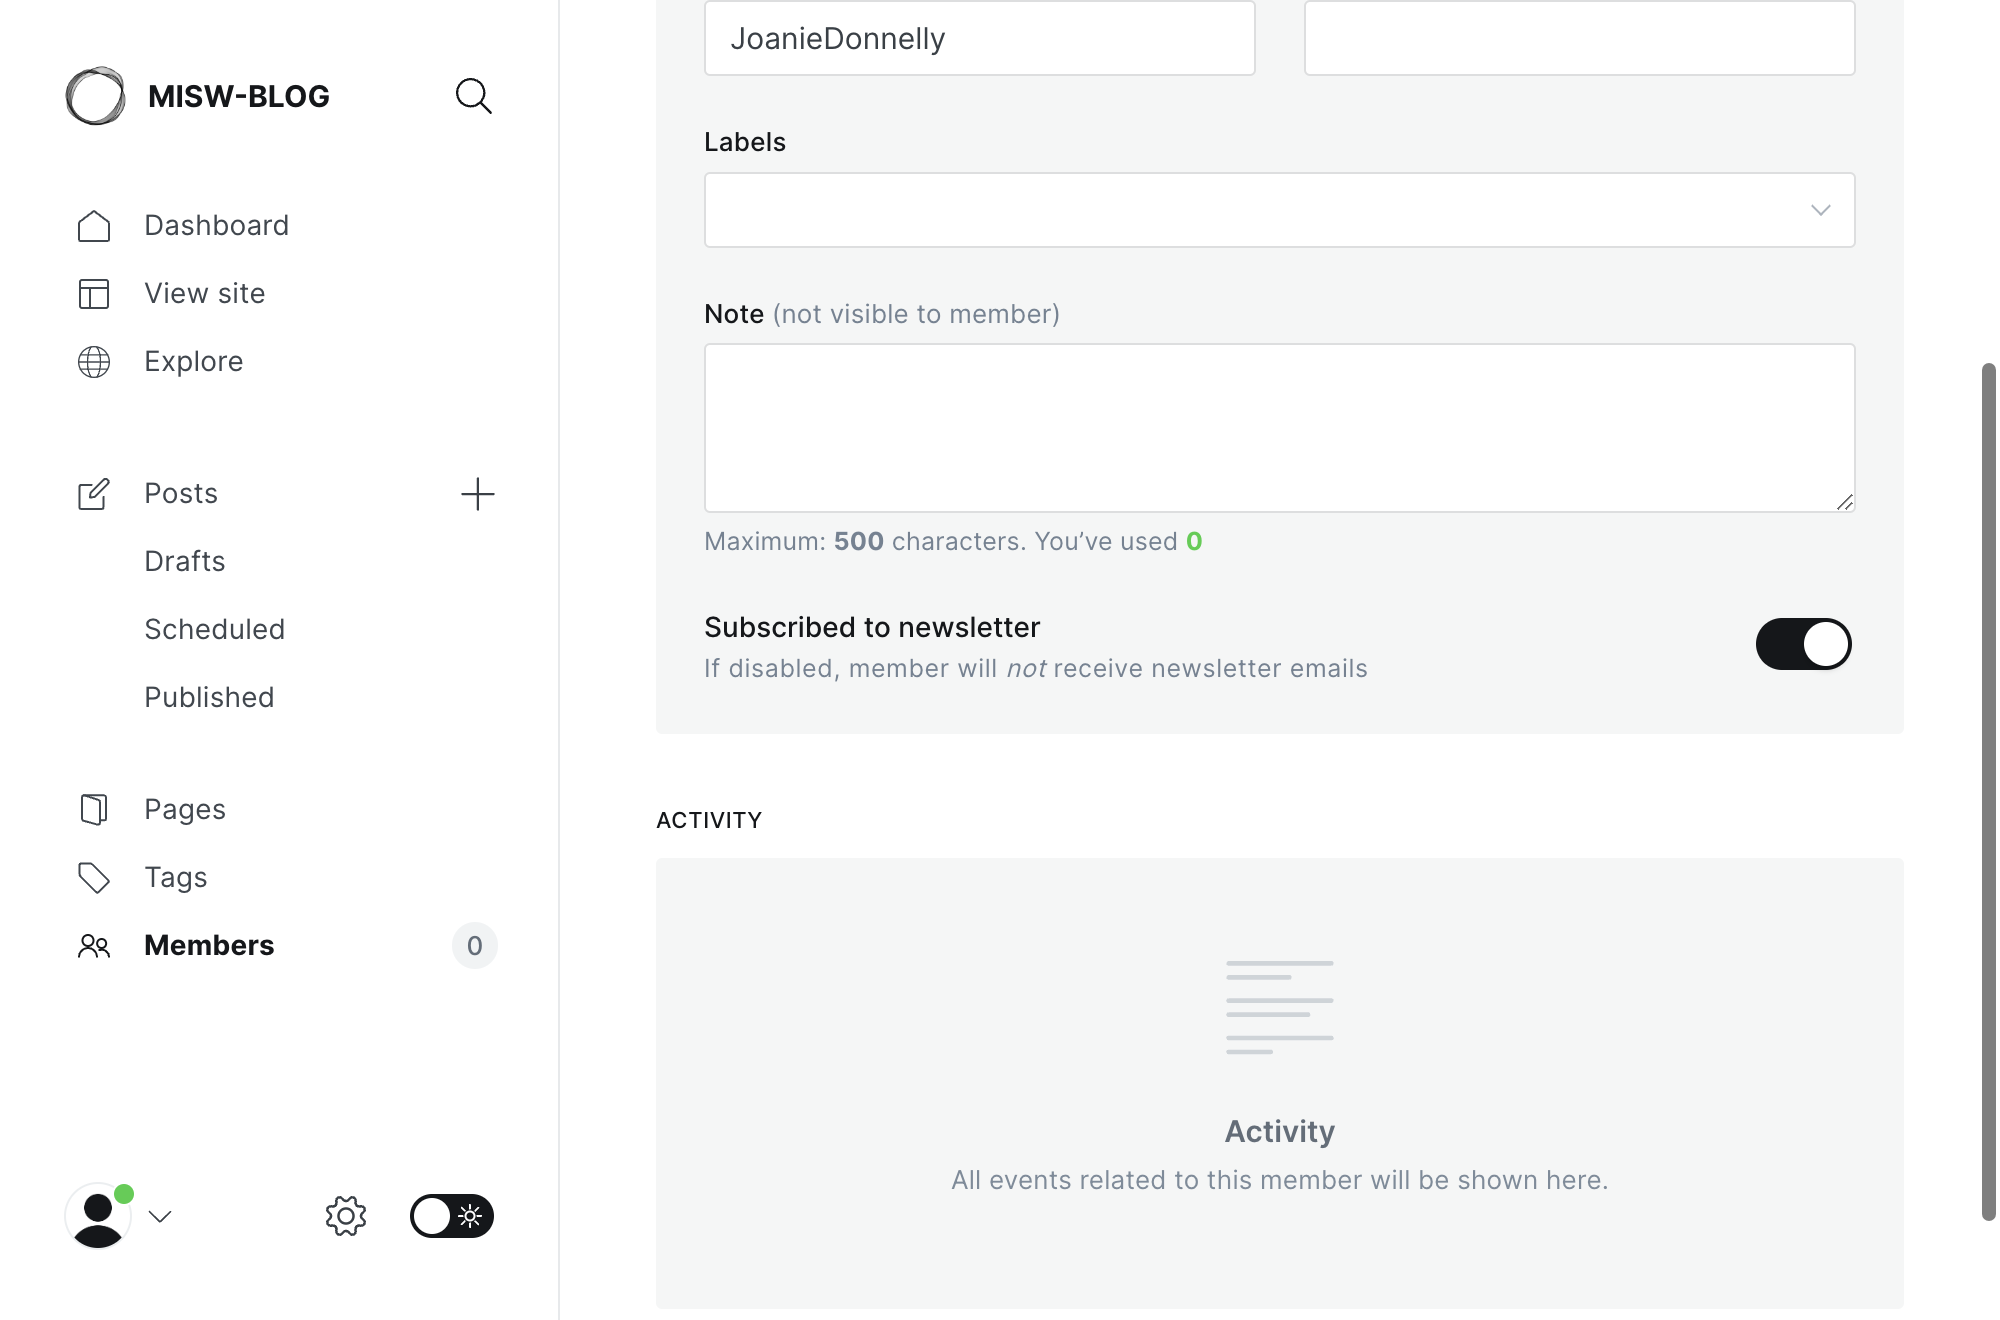 MISW-BLOG
Dashboard
View site
Explore
Posts
Drafts
Scheduled
Published
Pages
Tags
Members 0
JoanieDonnelly
Labels
Note (not visible to member)
Maximum: 500 characters. You’ve used 0
Subscribed to newsletter
If disabled, member will not receive newsletter emails
ACTIVITY
Activity
All events related to this member will be shown here.